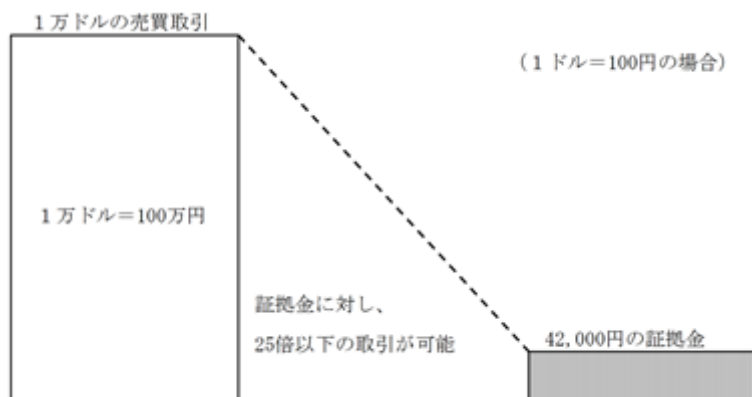 1万ドルの売買取引
(1ドル=100円の場合)
1万ドル=100万円
証拠金に対し、
25倍以下の取引が可能
42,000円の証拠金